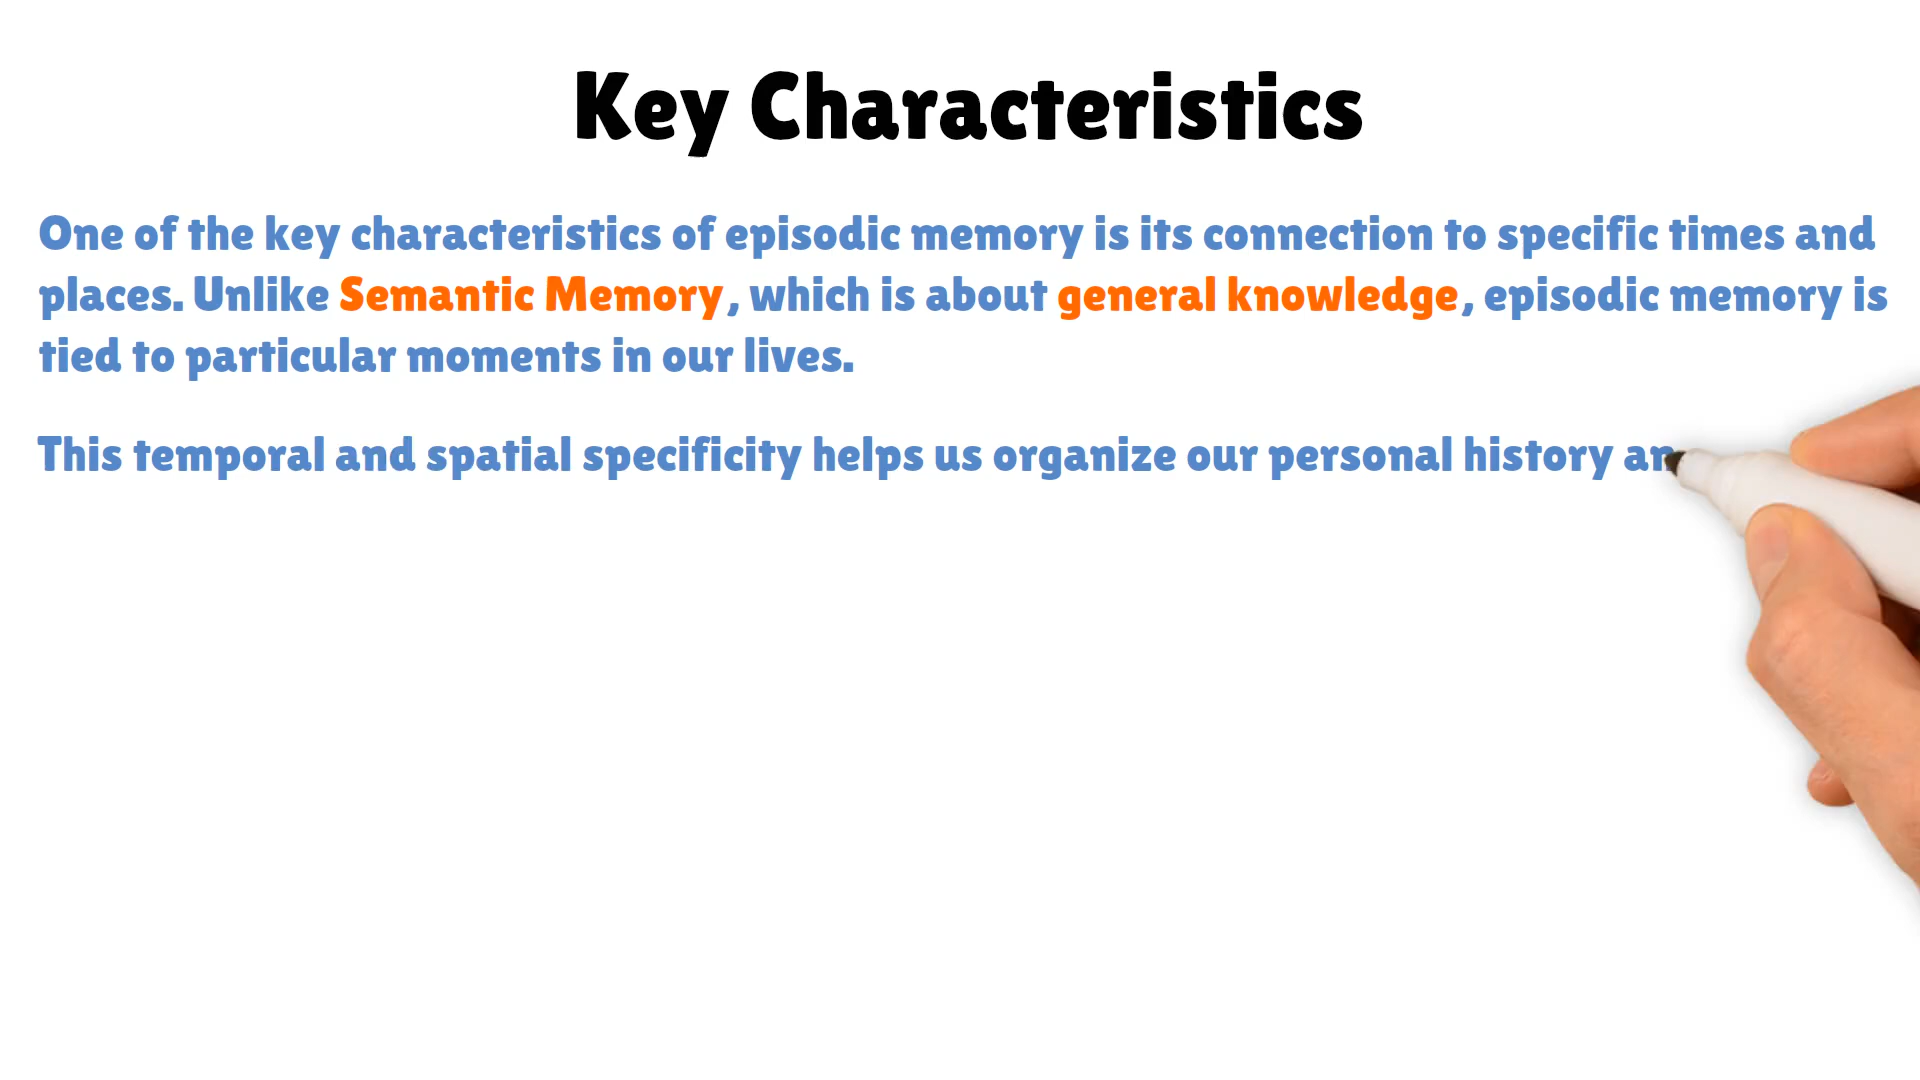 Key Characteristics
One of the key characteristics of episodic memory is its connection to specific times and
places. Unlike Semantic Memory, which is about general knowledge, episodic memory is
tied to particular moments in our lives.
This temporal and spatial specificity helps us organize our personal history an